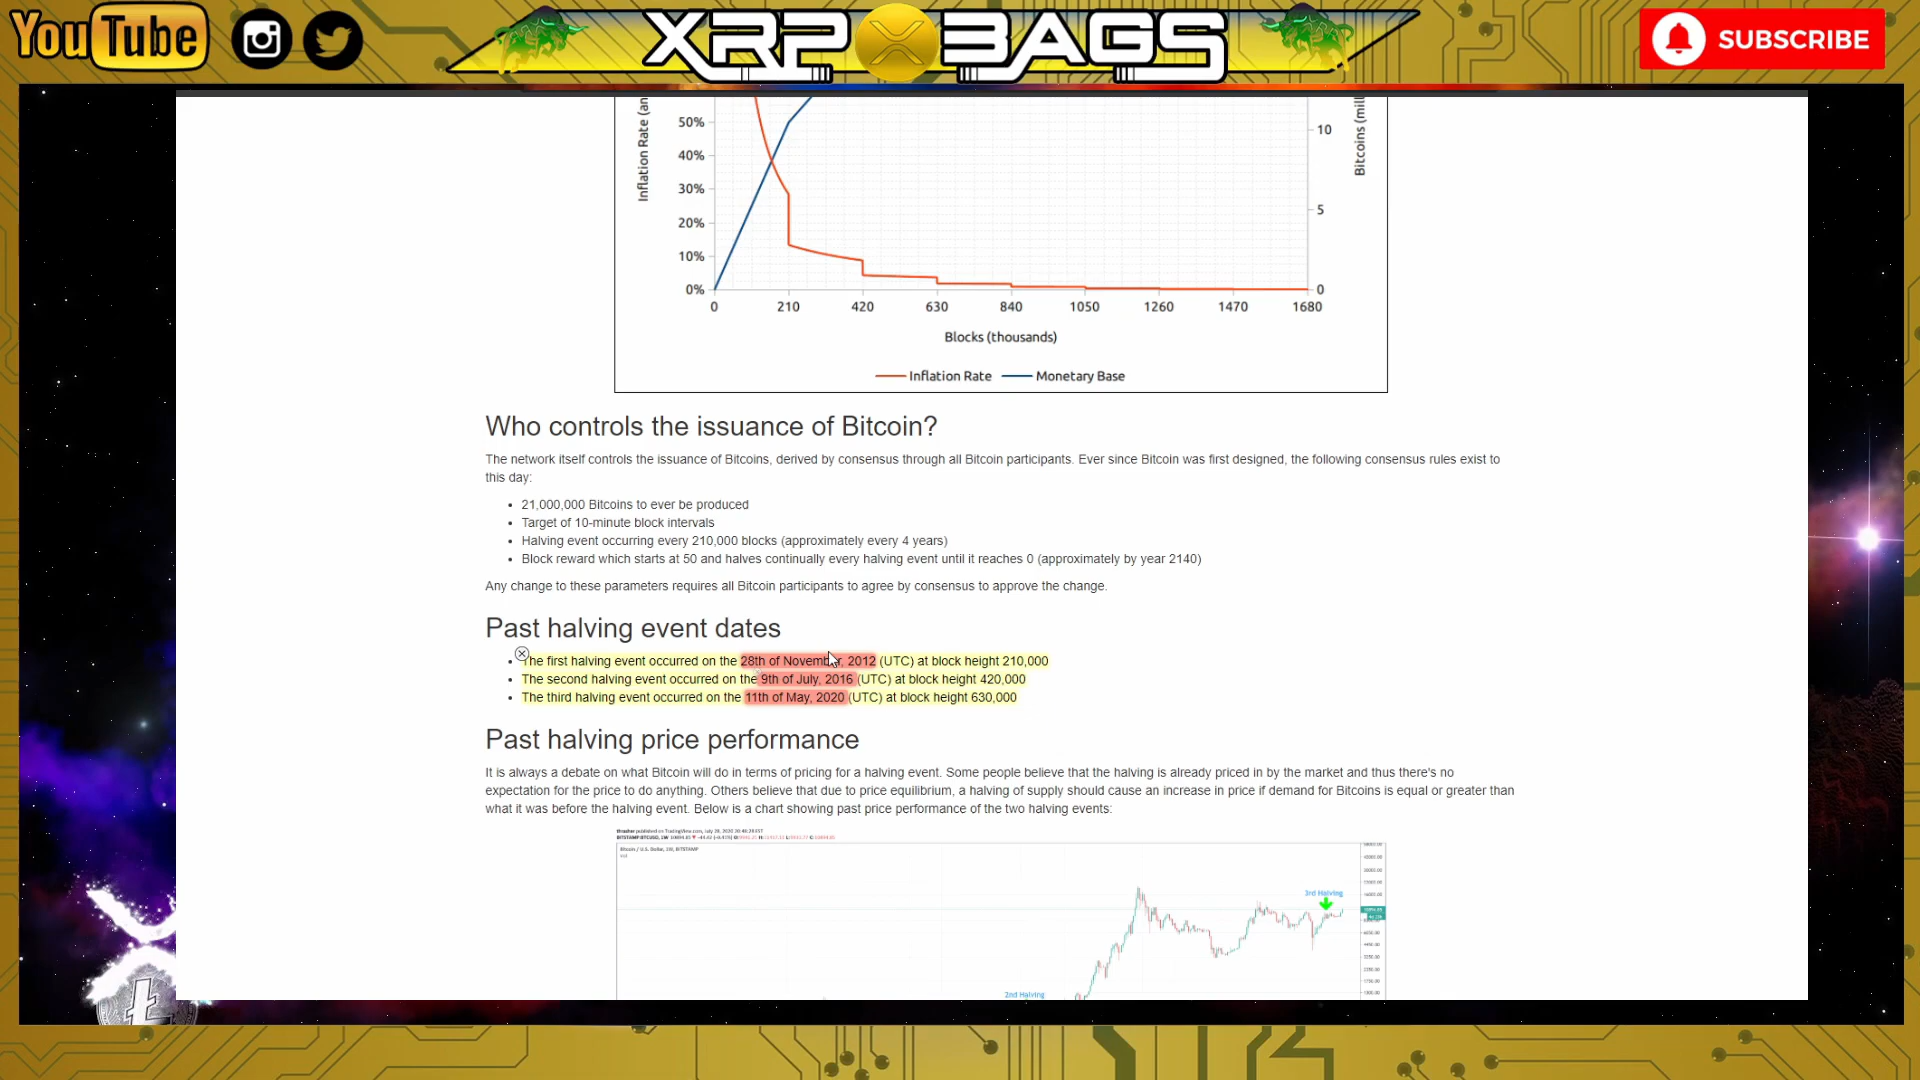 YouTube
XRP BAGS
SUBSCRIBE
Inflation Rate (an
Bitcoins (mill
50%
40%
30%
20%
10%
0%
10
5
0
0 210 420 630 840 1050 1260 1470 1680
Blocks (thousands)
Inflation Rate Monetary Base
Who controls the issuance of Bitcoin?
The network itself controls the issuance of Bitcoins, derived by consensus through all Bitcoin participants. Ever since Bitcoin was first designed, the following consensus rules exist to
this day:
• 21,000,000 Bitcoins to ever be produced
• Target of 10-minute block intervals
• Halving event occurring every 210,000 blocks (approximately every 4 years)
• Block reward which starts at 50 and halves continually every halving event until it reaches 0 (approximately by year 2140)
Any change to these parameters requires all Bitcoin participants to agree by consensus to approve the change.
Past halving event dates
• The first halving event occurred on the 28th of November, 2012 (UTC) at block height 210,000
• The second halving event occurred on the 9th of July, 2016 (UTC) at block height 420,000
• The third halving event occurred on the 11th of May, 2020 (UTC) at block height 630,000
Past halving price performance
It is always a debate on what Bitcoin will do in terms of pricing for a halving event. Some people believe that the halving is already priced in by the market and thus there's no
expectation for the price to do anything. Others believe that due to price equilibrium, a halving of supply should cause an increase in price if demand for Bitcoins is equal or greater than
what it was before the halving event. Below is a chart showing past price performance of the two halving events:
Bitcoin / U.S. Dollar, 1W, BITSTAMP
3rd Halving
2nd Halving